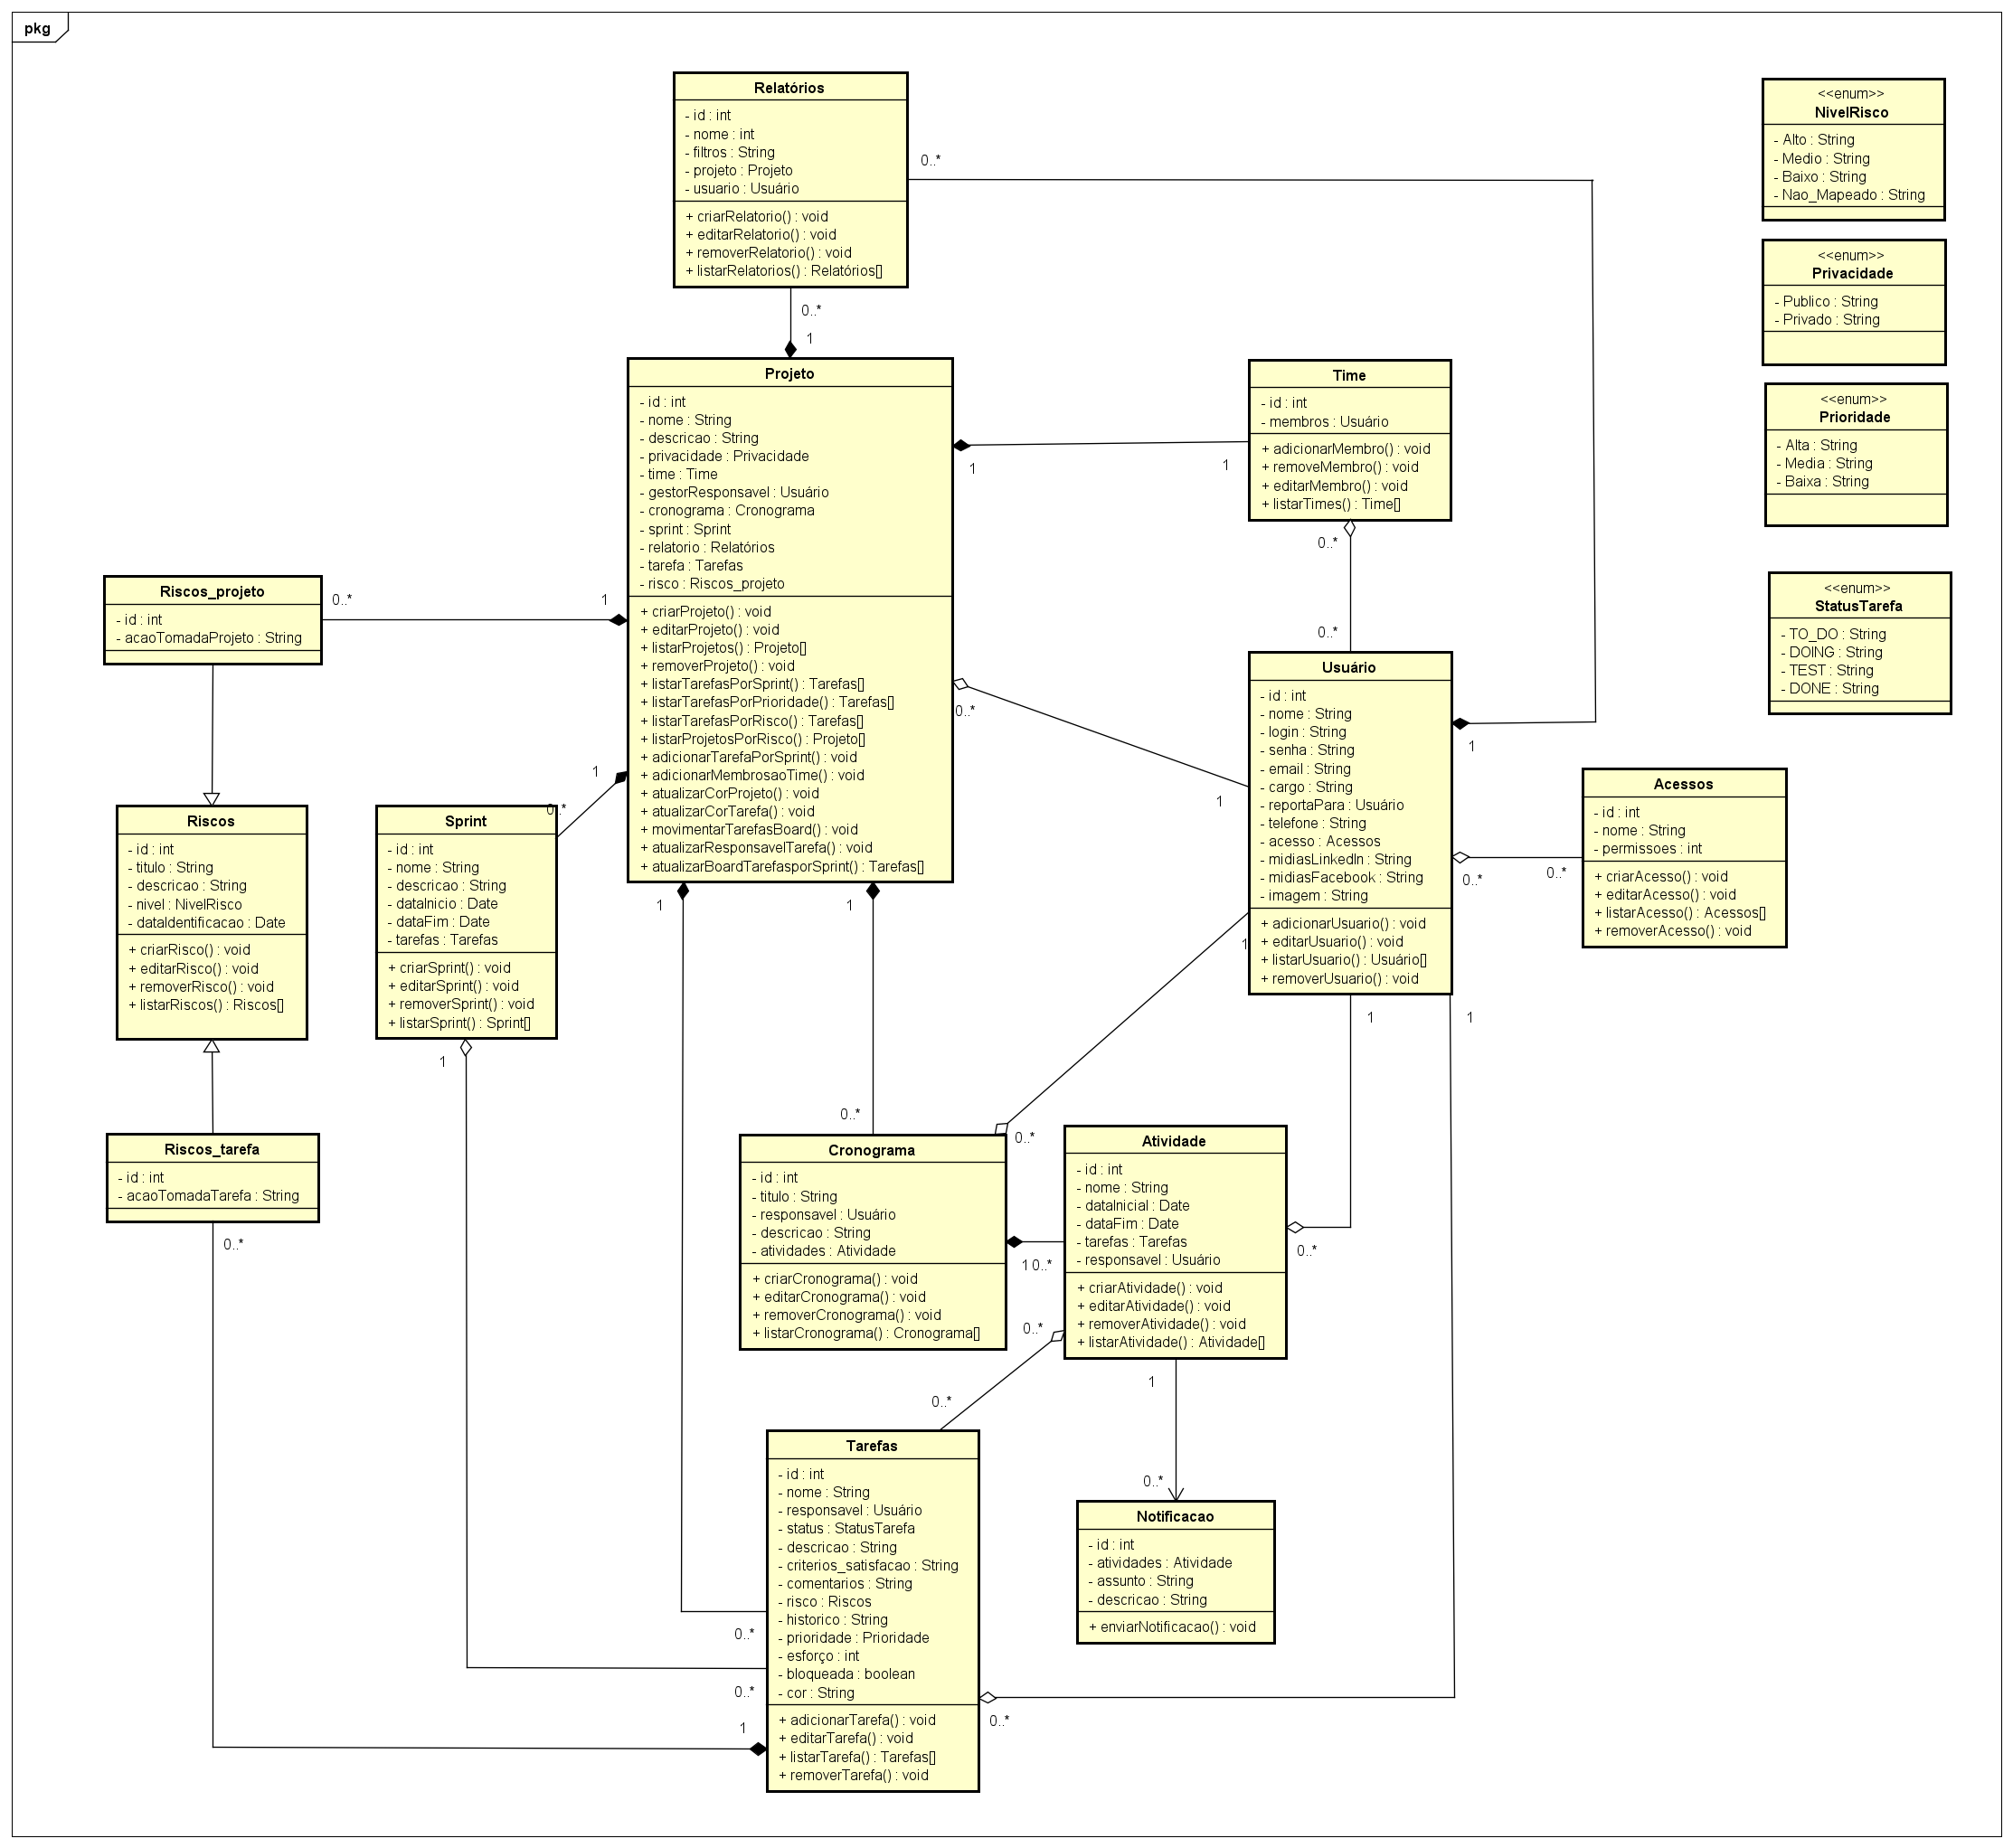 pkg
Relatórios
- id : int
- nome : int
- filtros : String
- projeto : Projeto
- usuario : Usuário
+ criarRelatorio() : void
+ editarRelatorio() : void
+ removerRelatorio() : void
+ listarRelatorios() : Relatórios[]
0..*
0..*
1
<<enum>>
NivelRisco
- Alto : String
- Medio : String
- Baixo : String
- Nao_Mapeado : String
<<enum>>
Privacidade
- Publico : String
- Privado : String
<<enum>>
Prioridade
- Alta : String
- Media : String
- Baixa : String
<<enum>>
StatusTarefa
- TO_DO : String
- DOING : String
- TEST : String
- DONE : String
Projeto
- id : int
- nome : String
- descricao : String
- privacidade : Privacidade
- time : Time
- gestorResponsavel : Usuário
- cronograma : Cronograma
- sprint : Sprint
- relatorio : Relatórios
- tarefa : Tarefas
- risco : Riscos_projeto
+ criarProjeto() : void
+ editarProjeto() : void
+ listarProjetos() : Projeto[]
+ removerProjeto() : void
+ listarTarefasPorSprint() : Tarefas[]
+ listarTarefasPorPrioridade() : Tarefas[]
+ listarTarefasPorRisco() : Tarefas[]
+ listarProjetosPorRisco() : Projeto[]
+ adicionarTarefaPorSprint() : void
+ adicionarMembrosaoTime() : void
+ atualizarCorProjeto() : void
+ atualizarCorTarefa() : void
+ movimentarTarefasBoard() : void
+ atualizarResponsavelTarefa() : void
+ atualizarBoardTarefasporSprint() : Tarefas[]
1
1
Time
- id : int
- membros : Usuário
+ adicionarMembro() : void
+ removeMembro() : void
+ editarMembro() : void
+ listarTimes() : Time[]
0..*
0..*
Riscos_projeto
- id : int
- acaoTomadaProjeto : String
0..*
1
0..*
1
1
0..*
1
1
Usuário
- id : int
- nome : String
- login : String
- senha : String
- email : String
- cargo : String
- reportaPara : Usuário
- telefone : String
- acesso : Acessos
- midiasLinkedIn : String
- midiasFacebook : String
- imagem : String
+ adicionarUsuario() : void
+ editarUsuario() : void
+ listarUsuario() : Usuário[]
+ removerUsuario() : void
1
0..*
0..*
1
1
1
Acessos
- id : int
- nome : String
- permissoes : int
+ criarAcesso() : void
+ editarAcesso() : void
+ listarAcesso() : Acessos[]
+ removerAcesso() : void
Riscos
- id : int
- titulo : String
- descricao : String
- nivel : NivelRisco
- dataIdentificacao : Date
+ criarRisco() : void
+ editarRisco() : void
+ removerRisco() : void
+ listarRiscos() : Riscos[]
Sprint
- id : int
- nome : String
- descricao : String
- dataInicio : Date
- dataFim : Date
- tarefas : Tarefas
+ criarSprint() : void
+ editarSprint() : void
+ removerSprint() : void
+ listarSprint() : Sprint[]
1
Riscos_tarefa
- id : int
- acaoTomadaTarefa : String
0..*
0..*
0..*
Cronograma
- id : int
- titulo : String
- responsavel : Usuário
- descricao : String
- atividades : Atividade
+ criarCronograma() : void
+ editarCronograma() : void
+ removerCronograma() : void
+ listarCronograma() : Cronograma[]
1
0..*
Atividade
- id : int
- nome : String
- dataInicial : Date
- dataFim : Date
- tarefas : Tarefas
- responsavel : Usuário
+ criarAtividade() : void
+ editarAtividade() : void
+ removerAtividade() : void
+ listarAtividade() : Atividade[]
0..*
0..*
0..*
1
0..*
Tarefas
- id : int
- nome : String
- responsavel : Usuário
- status : StatusTarefa
- descricao : String
- criterios_satisfacao : String
- comentarios : String
- risco : Riscos
- historico : String
- prioridade : Prioridade
- esforço : int
- bloqueada : boolean
- cor : String
+ adicionarTarefa() : void
+ editarTarefa() : void
+ listarTarefa() : Tarefas[]
+ removerTarefa() : void
0..*
0..*
1
0..*
Notificacao
- id : int
- atividades : Atividade
- assunto : String
- descricao : String
+ enviarNotificacao() : void